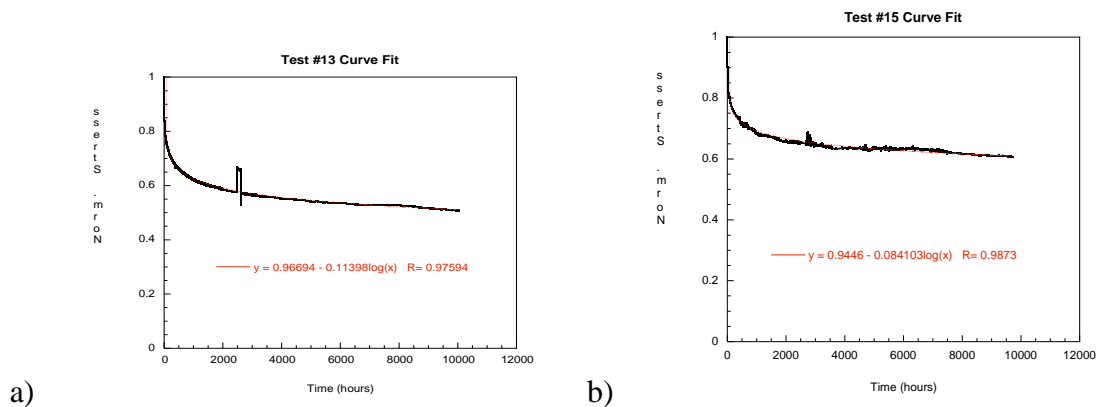 Test #13 Curve Fit
1
0.8
0.6
0.4
0.2
0
Norm. Stress
y = 0.96694 - 0.11398log(x) R= 0.97594
0 2000 4000 6000 8000 10000 12000
Time (hours)
a)
Test #15 Curve Fit
1
0.8
0.6
0.4
0.2
0
Norm. Stress
y = 0.9446 - 0.084103log(x) R= 0.9873
0 2000 4000 6000 8000 10000 12000
Time (hours)
b)